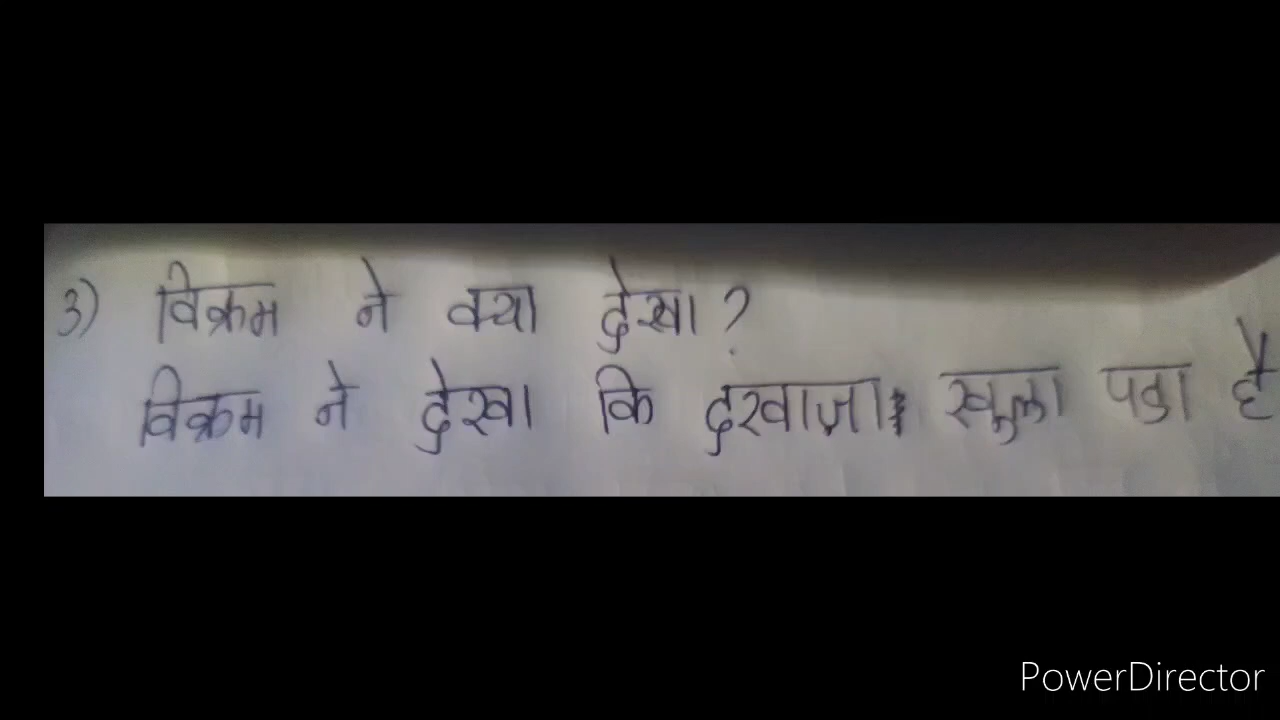 3) विक्रम ने क्या देखा?
विक्रम ने देखा कि दरवाज़ा खुला पडा है
PowerDirector